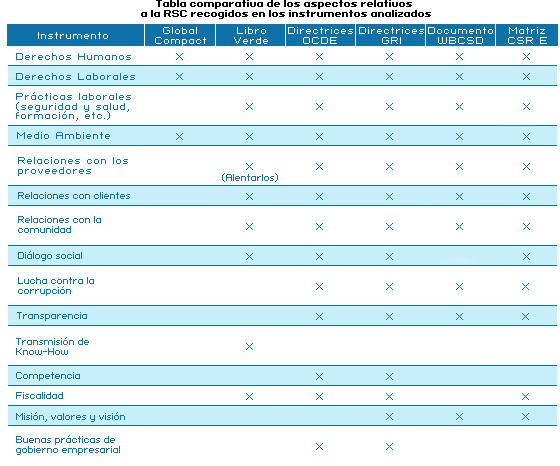 Tabla comparativa de los aspectos relativos
a la RSC recogidos en los instrumentos analizados
Instrumento Global Compact Libro Verde Directrices OCDE Directrices GRI Documento WBCSD Matriz CSR E
Derechos Humanos X X X X X X
Derechos Laborales X X X X X X
Prácticas laborales
(seguridad y salud,
formación, etc.) X X X X X
Medio Ambiente X X X X X X
Relaciones con los
proveedores X X X X X
(Alentarlos)
Relaciones con clientes X X X X X
Relaciones con la
comunidad X X X X X
Diálogo social X X X X
Lucha contra la
corrupción X X X X
Transparencia X X X X
Transmisión de
Know-How X
Competencia X X
Fiscalidad X X X X
Misión, valores y visión X X X
Buenas prácticas de
gobierno empresarial X X